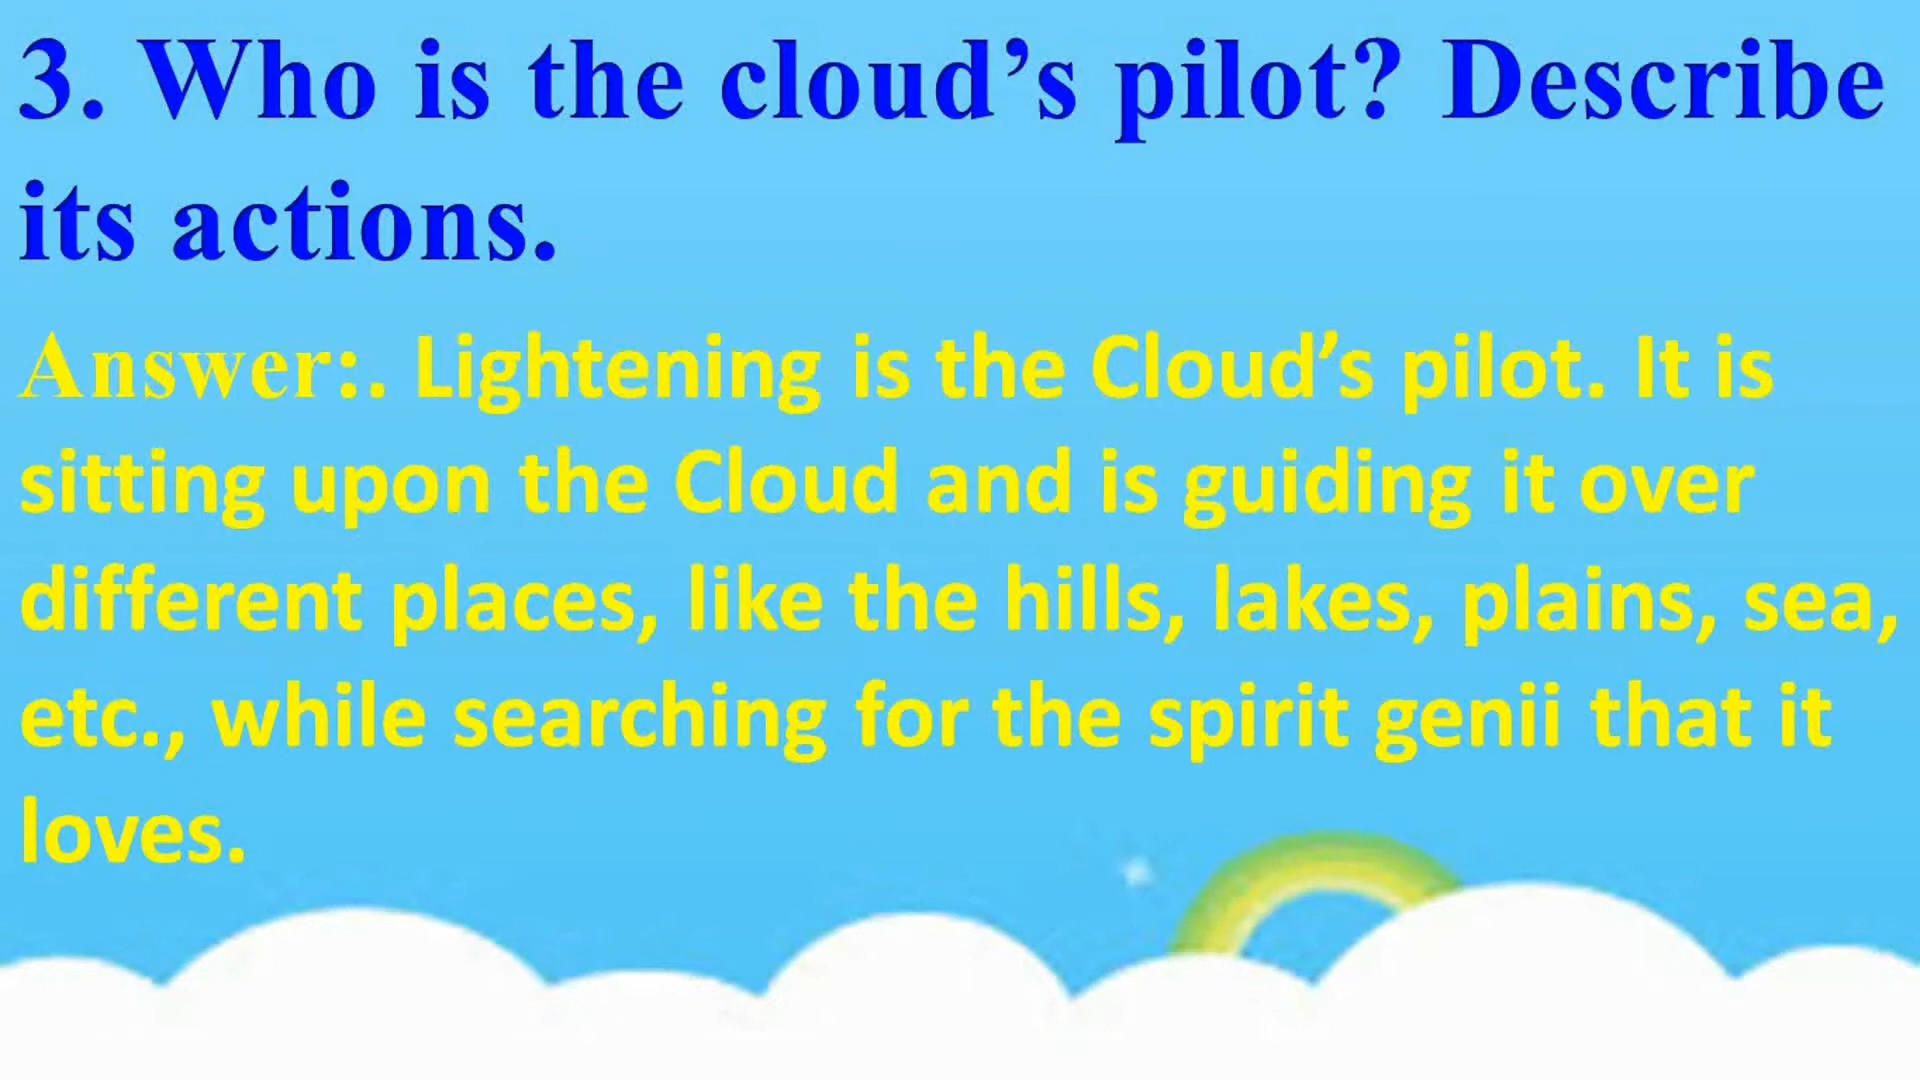 3. Who is the cloud’s pilot? Describe
its actions.
Answer:. Lightening is the Cloud’s pilot. It is
sitting upon the Cloud and is guiding it over
different places, like the hills, lakes, plains, sea,
etc., while searching for the spirit genii that it
loves.